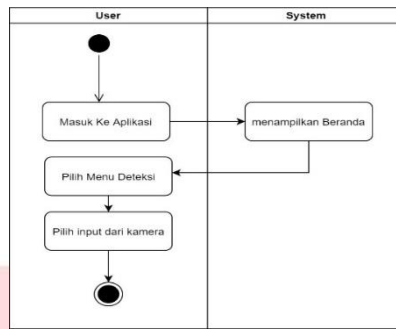 User
System
Masuk Ke Aplikasi
menampilkan Beranda
Pilih Menu Deteksi
Pilih input dari kamera